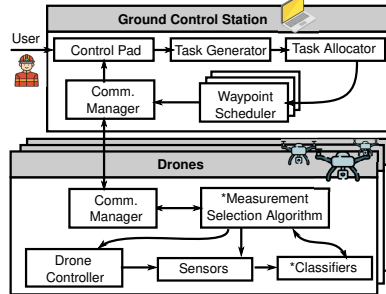 Ground Control Station
User
Control Pad
Task Generator
Task Allocator
Comm.
Manager
Waypoint
Scheduler
Drones
Comm.
Manager
*Measurement
Selection Algorithm
Drone
Controller
Sensors
*Classifiers